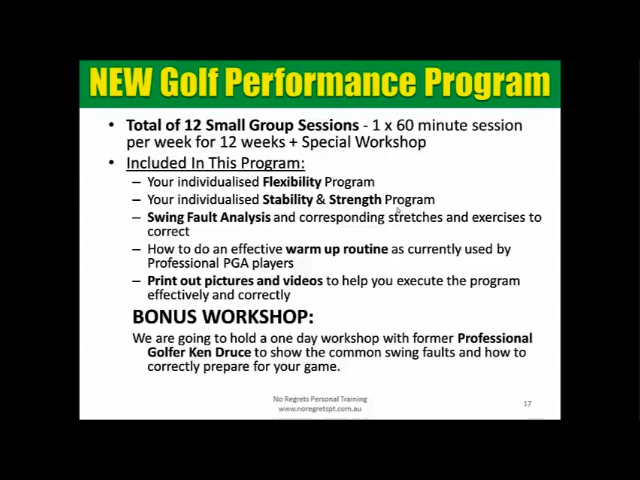 NEW Golf Performance Program
• Total of 12 Small Group Sessions - 1 x 60 minute session
per week for 12 weeks + Special Workshop
• Included In This Program:
– Your individualised Flexibility Program
– Your individualised Stability & Strength Program
– Swing Fault Analysis and corresponding stretches and exercises to
correct
– How to do an effective warm up routine as currently used by
Professional PGA players
– Print out pictures and videos to help you execute the program
effectively and correctly
BONUS WORKSHOP:
We are going to hold a one day workshop with former Professional
Golfer Ken Druce to show the common swing faults and how to
correctly prepare for your game.
No Regrets Personal Training
www.noregretspt.com.au
17